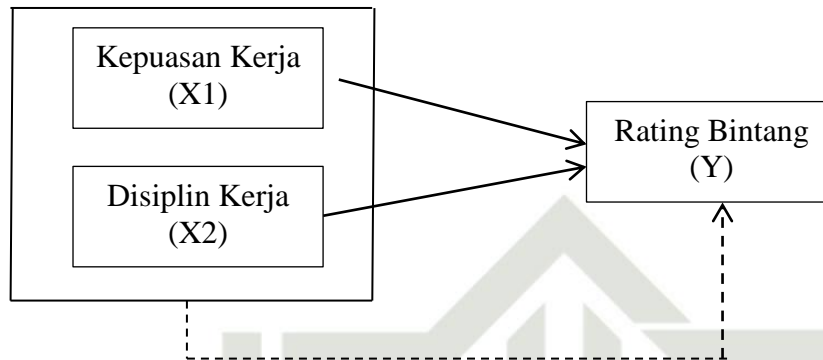 Kepuasan Kerja
(X1)
Disiplin Kerja
(X2)
Rating Bintang
(Y)